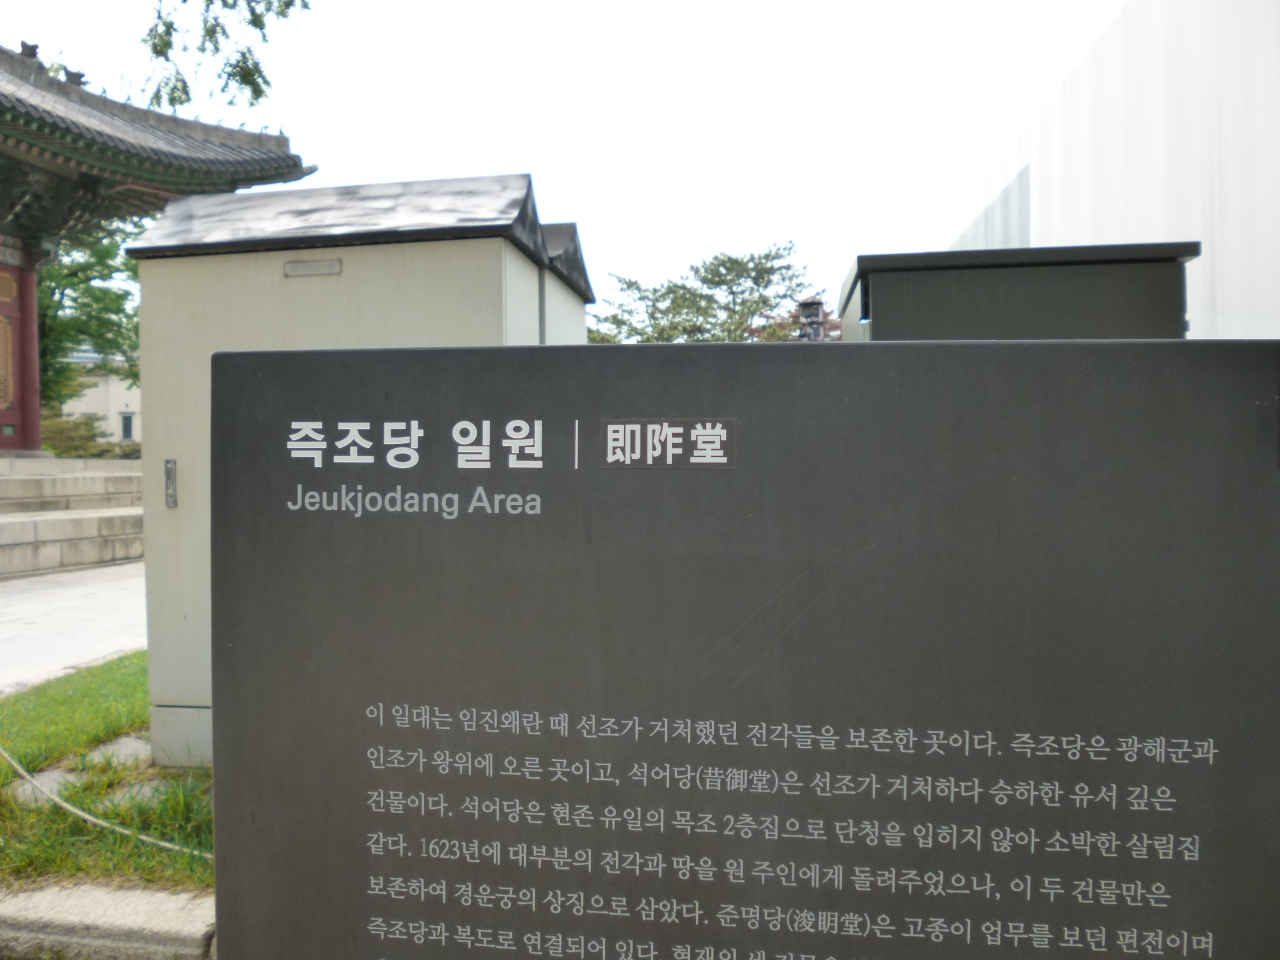 즉조당 일원 | 即阼堂
Jeukjodang Area
이 일대는 임진왜란 때 선조가 거처했던 전각들을 보존한 곳이다. 즉조당은 광해군과
인조가 왕위에 오른 곳이고, 석어당(昔御堂)은 선조가 거처하다 승하한 유서 깊은
건물이다. 석어당은 현존 유일의 목조 2층집으로 단청을 입히지 않아 소박한 살림집
같다. 1623년에 대부분의 전각과 땅을 원 주인에게 돌려주었으나, 이 두 건물만은
보존하여 경운궁의 상징으로 삼았다. 준명당(浚明堂)은 고종이 업무를 보던 편전이며
즉조당과 복도로 연결되어 있다. 현재의 세